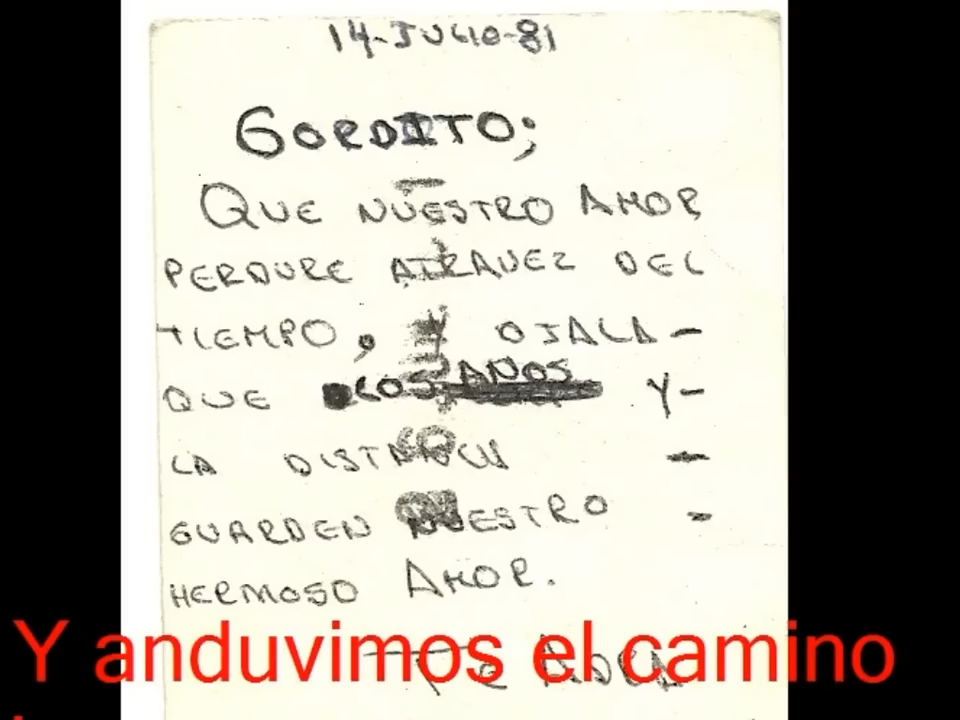 14-JULIO-81
GORDITO;
QUE NUESTRO AMOR
PERDURE ATRAVEZ DEL
TIEMPO, Y OJALA-
QUE LOS AÑOS Y-
LA DISTANCIA -
GUARDEN NUESTRO -
HERMOSO AMOR.
TE
Y anduvimos el camino